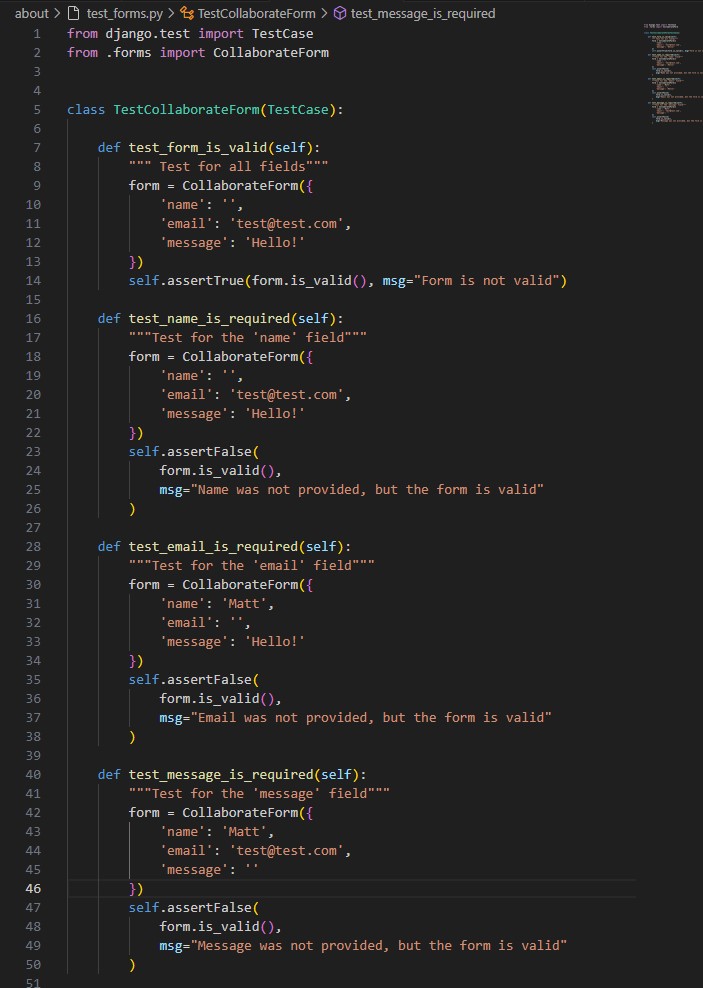 about > test_forms.py > TestCollaborateForm > test_message_is_required
1 from django.test import TestCase
2 from .forms import CollaborateForm
3
4
5 class TestCollaborateForm(TestCase):
6
7     def test_form_is_valid(self):
8         """ Test for all fields"""
9         form = CollaborateForm({
10             'name': '',
11             'email': 'test@test.com',
12             'message': 'Hello!'
13         })
14         self.assertTrue(form.is_valid(), msg="Form is not valid")
15
16     def test_name_is_required(self):
17         """Test for the 'name' field"""
18         form = CollaborateForm({
19             'name': '',
20             'email': 'test@test.com',
21             'message': 'Hello!'
22         })
23         self.assertFalse(
24             form.is_valid(),
25             msg="Name was not provided, but the form is valid"
26         )
27
28     def test_email_is_required(self):
29         """Test for the 'email' field"""
30         form = CollaborateForm({
31             'name': 'Matt',
32             'email': '',
33             'message': 'Hello!'
34         })
35         self.assertFalse(
36             form.is_valid(),
37             msg="Email was not provided, but the form is valid"
38         )
39
40     def test_message_is_required(self):
41         """Test for the 'message' field"""
42         form = CollaborateForm({
43             'name': 'Matt',
44             'email': 'test@test.com',
45             'message': ''
46         })
47         self.assertFalse(
48             form.is_valid(),
49             msg="Message was not provided, but the form is valid"
50         )
51